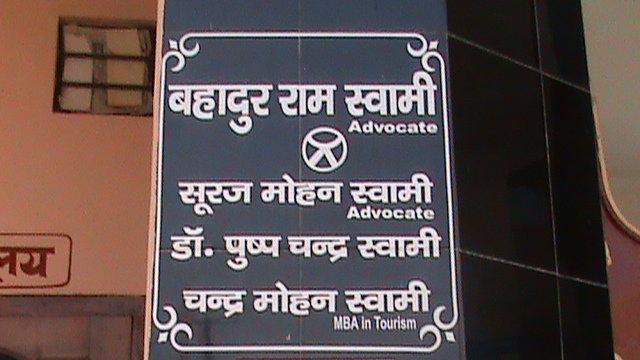 बहादुर राम स्वामी
Advocate
सूरज मोहन स्वामी
Advocate
डॉ. पुष्प चन्द्र स्वामी
चन्द्र मोहन स्वामी
MBA in Tourism